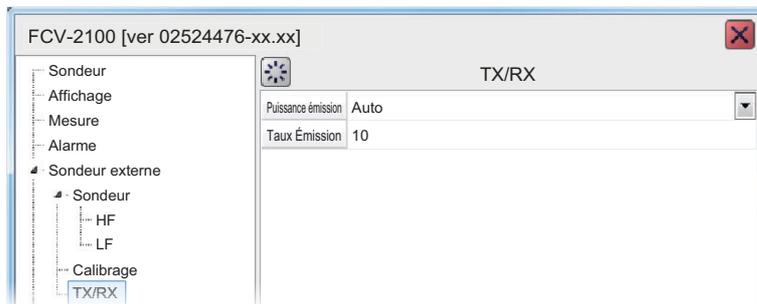 FCV-2100 [ver 02524476-xx.xx]
Sondeur
Affichage
Mesure
Alarme
Sondeur externe
Sondeur
HF
LF
Calibrage
TX/RX
TX/RX
Puissance émission Auto
Taux Émission 10